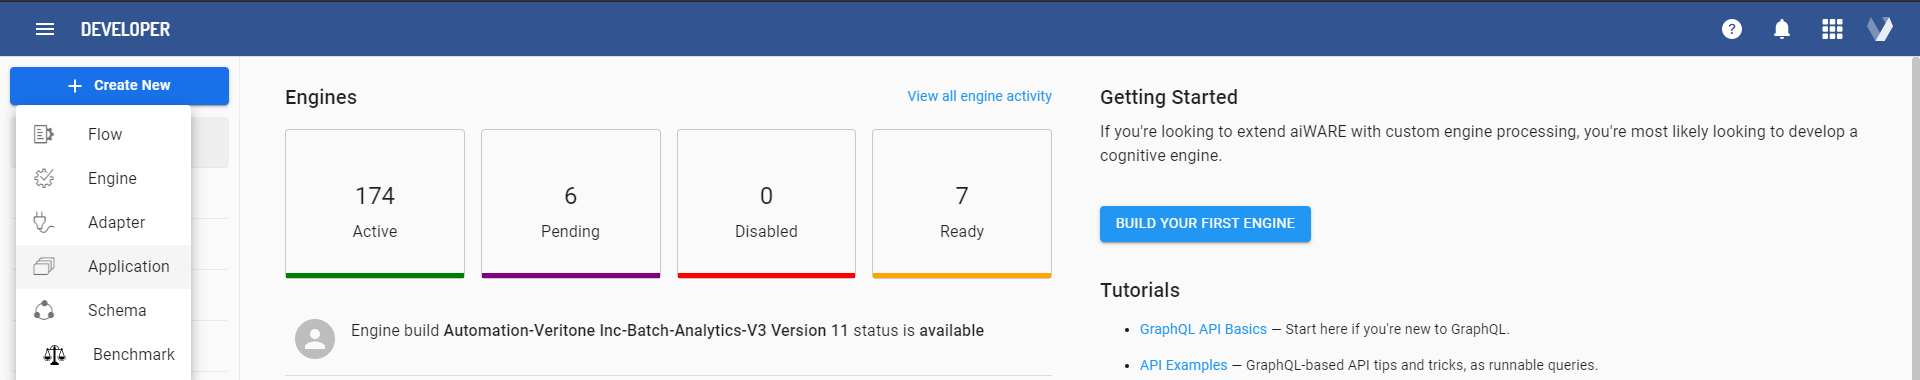 DEVELOPER
Create New
Flow
Engine
Adapter
Application
Schema
Benchmark
Engines
View all engine activity
174
Active
6
Pending
0
Disabled
7
Ready
Engine build Automation-Veritone Inc-Batch-Analytics-V3 Version 11 status is available
Getting Started
If you're looking to extend aiWARE with custom engine processing, you're most likely looking to develop a
cognitive engine.
BUILD YOUR FIRST ENGINE
Tutorials
• GraphQL API Basics — Start here if you're new to GraphQL.
• API Examples — GraphQL-based API tips and tricks, as runnable queries.